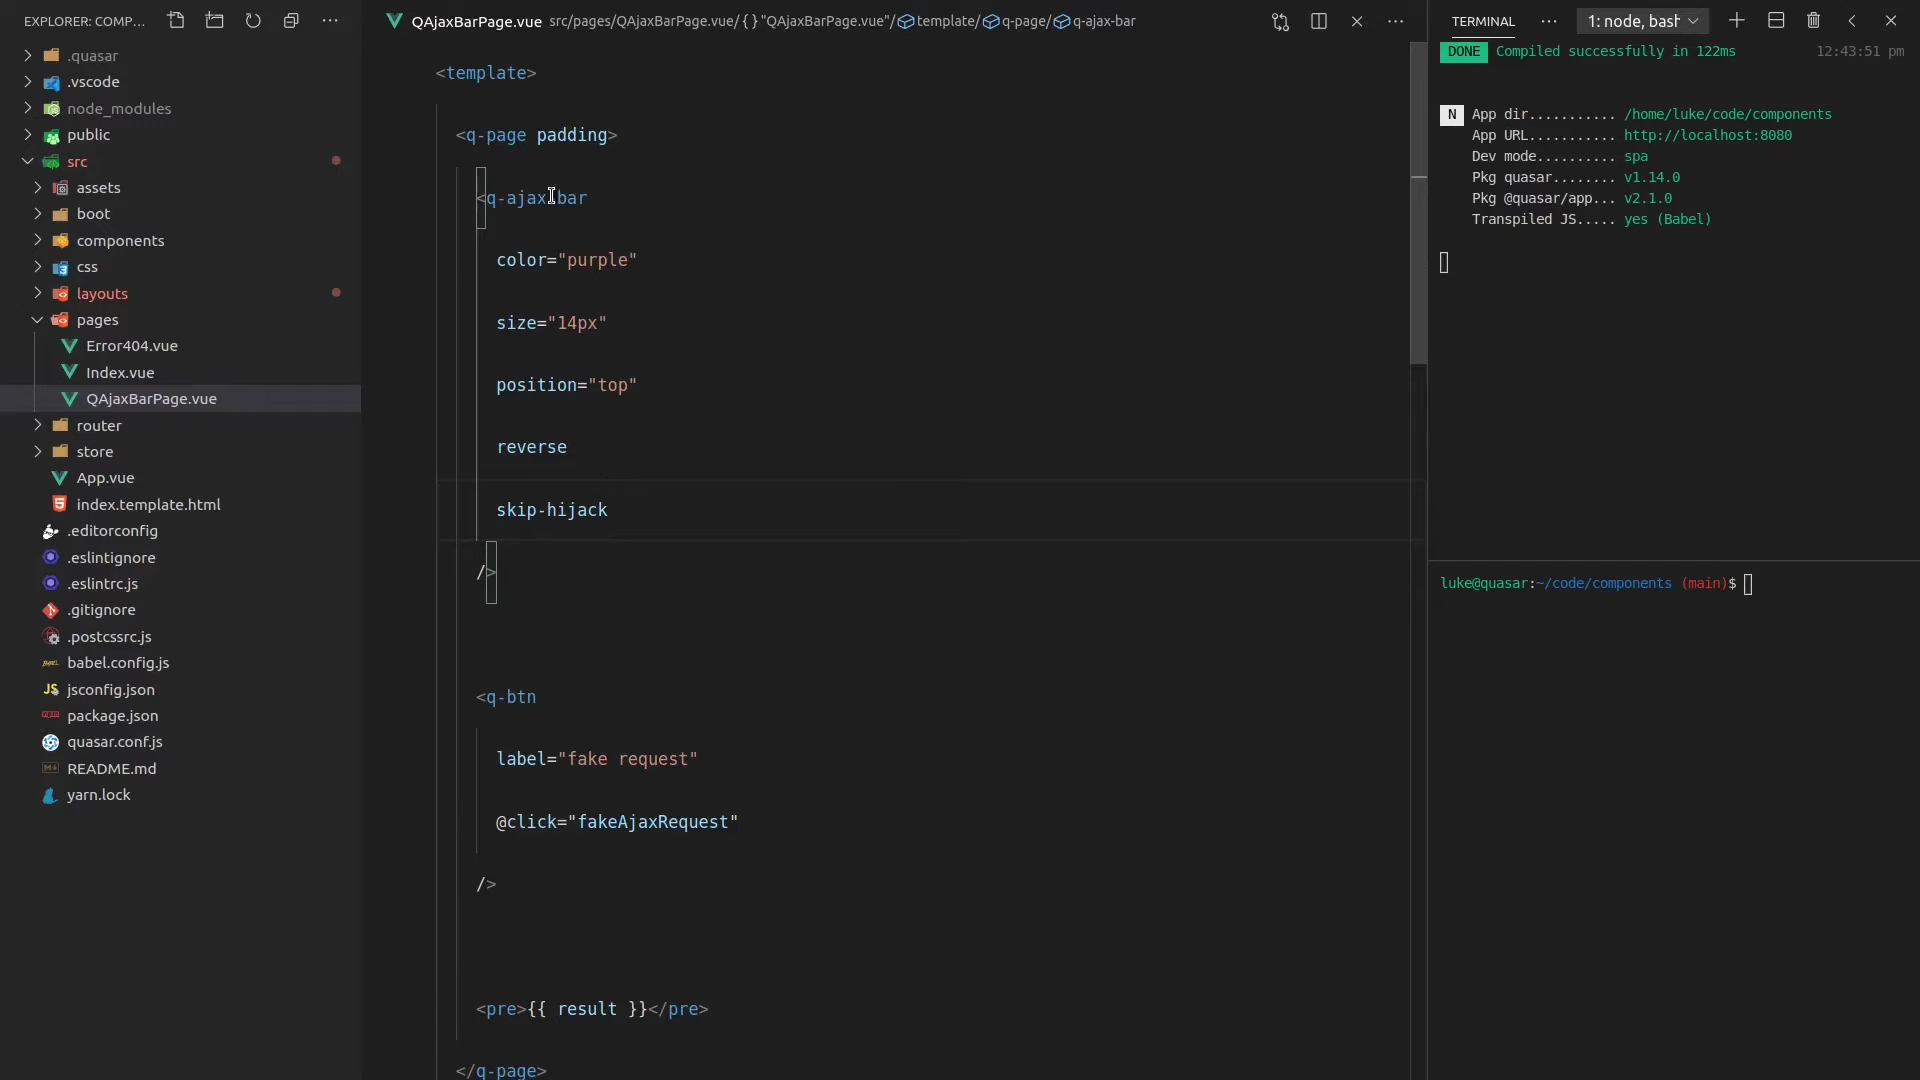 EXPLORER: COMP...
.quasar
.vscode
node_modules
public
src
assets
boot
components
css
layouts
pages
Error404.vue
Index.vue
QAjaxBarPage.vue
router
store
App.vue
index.template.html
.editorconfig
.eslintignore
.eslintrc.js
.gitignore
.postcssrc.js
babel.config.js
JS jsconfig.json
package.json
quasar.conf.js
README.md
yarn.lock
QAjaxBarPage.vue src/pages/QAjaxBarPage.vue/{}"QAjaxBarPage.vue"/template/q-page/q-ajax-bar
<template>
<q-page padding>
<q-ajax-bar
color="purple"
size="14px"
position="top"
reverse
skip-hijack
/>
<q-btn
label="fake request"
@click="fakeAjaxRequest"
/>
<pre>{{ result }}</pre>
</q-page>
TERMINAL ··· 1: node, bash
DONE Compiled successfully in 122ms 12:43:51 pm
N App dir........... /home/luke/code/components
App URL........... http://localhost:8080
Dev mode.......... spa
Pkg quasar........ v1.14.0
Pkg @quasar/app... v2.1.0
Transpiled JS..... yes (Babel)
luke@quasar:~/code/components (main)$